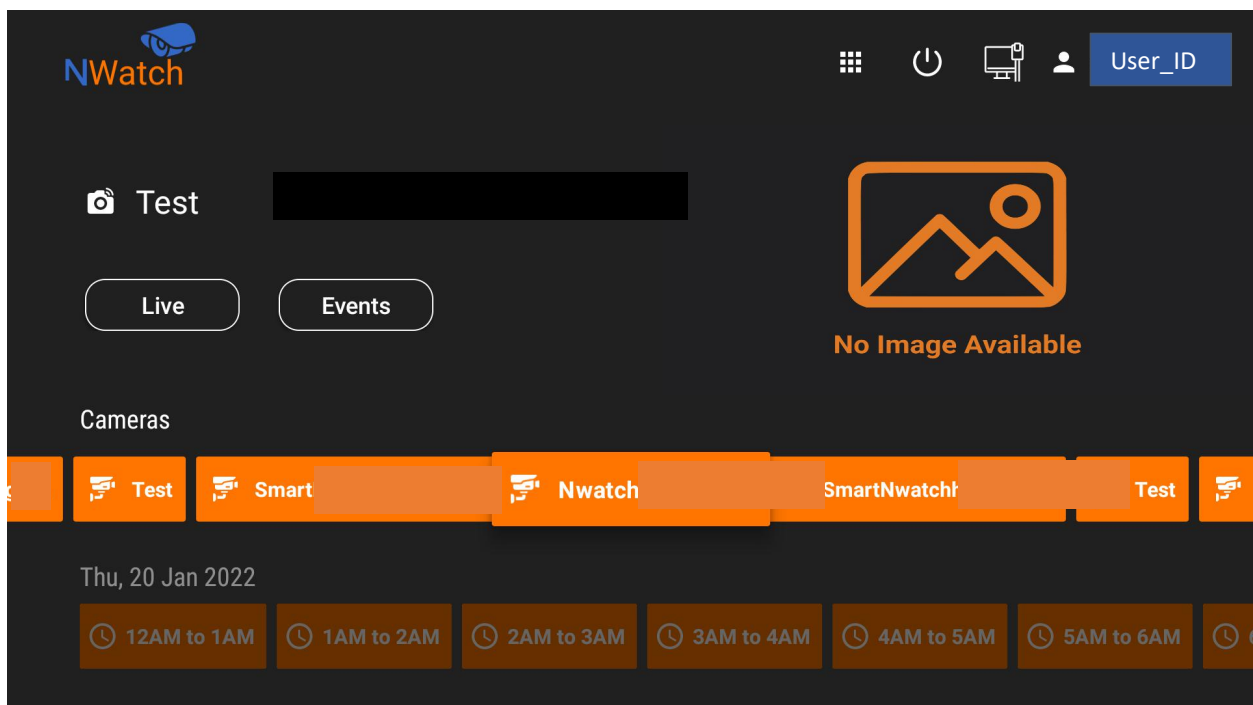 NWatch
User_ID
Test
Live Events
No Image Available
Cameras
Test Smart Nwatch SmartNwatch Test
Thu, 20 Jan 2022
12AM to 1AM 1AM to 2AM 2AM to 3AM 3AM to 4AM 4AM to 5AM 5AM to 6AM